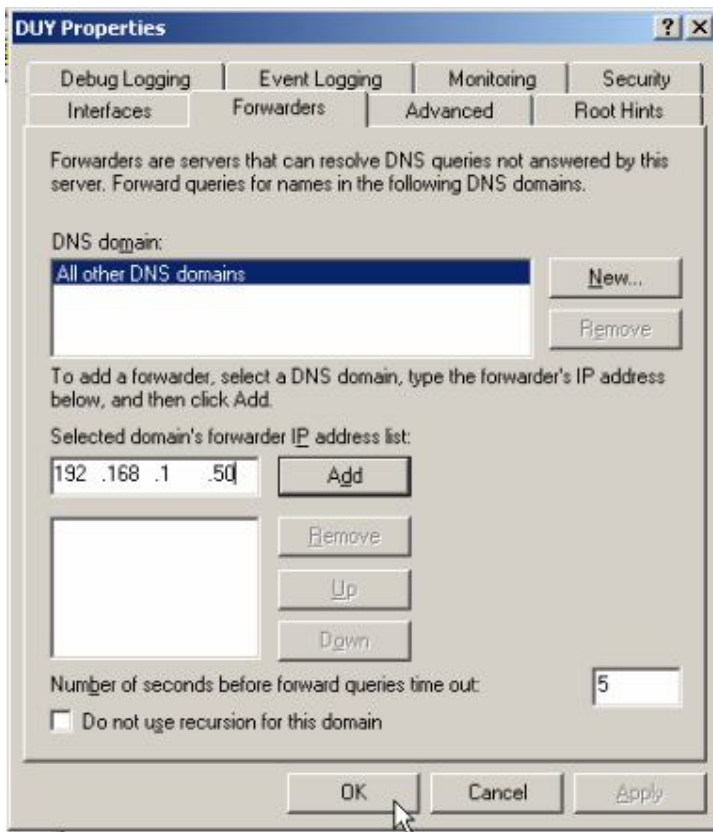 DUY Properties
Debug Logging
Event Logging
Monitoring
Security
Interfaces
Forwarders
Advanced
Root Hints
Forwarders are servers that can resolve DNS queries not answered by this
server. Forward queries for names in the following DNS domains.
DNS domain:
All other DNS domains
New...
Remove
To add a forwarder, select a DNS domain, type the forwarder's IP address
below, and then click Add.
Selected domain's forwarder IP address list:
192 .168 .1 .50
Add
Remove
Up
Down
Number of seconds before forward queries time out:
5
Do not use recursion for this domain
OK
Cancel
Apply